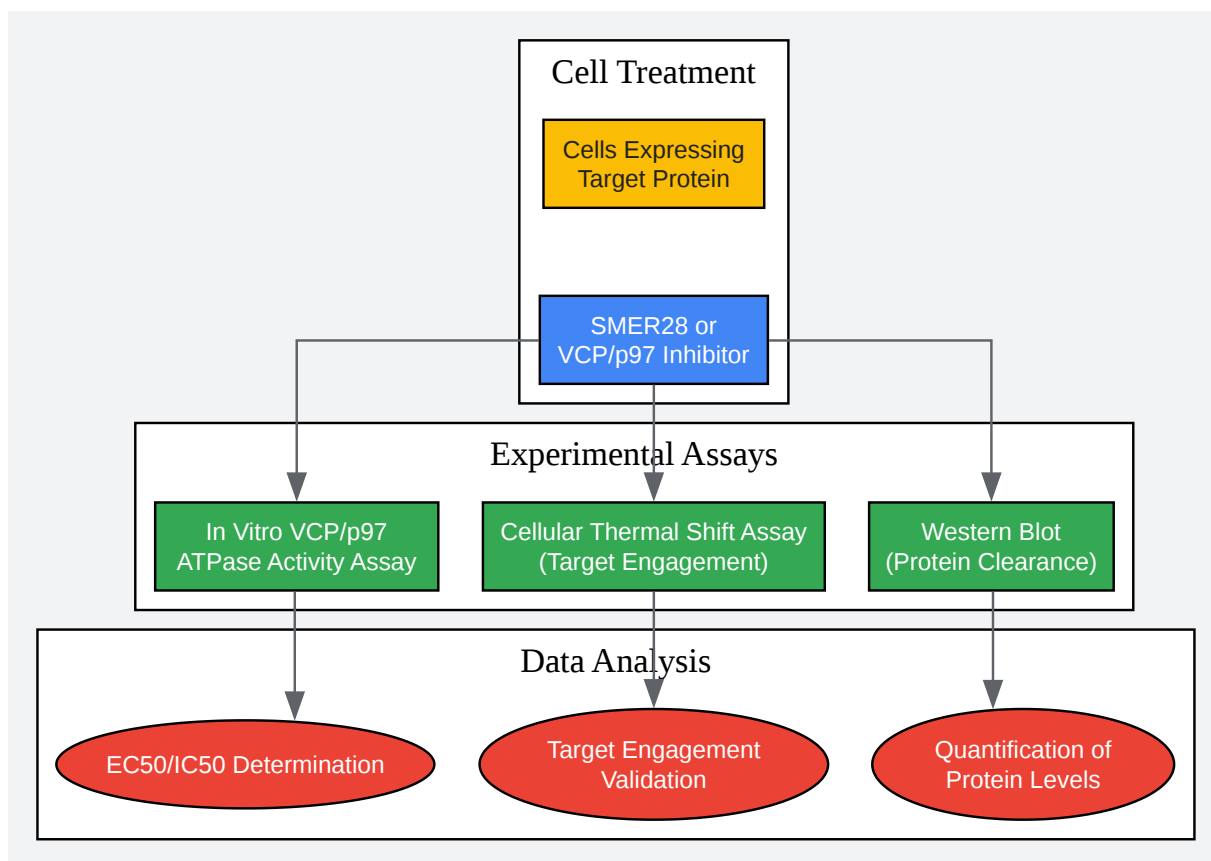 Cell Treatment
Cells Expressing
Target Protein
SMER28 or
VCP/p97 Inhibitor
Experimental Assays
In Vitro VCP/p97
ATPase Activity Assay
Cellular Thermal Shift Assay
(Target Engagement)
Western Blot
(Protein Clearance)
Data Analysis
EC50/IC50 Determination
Target Engagement
Validation
Quantification of
Protein Levels